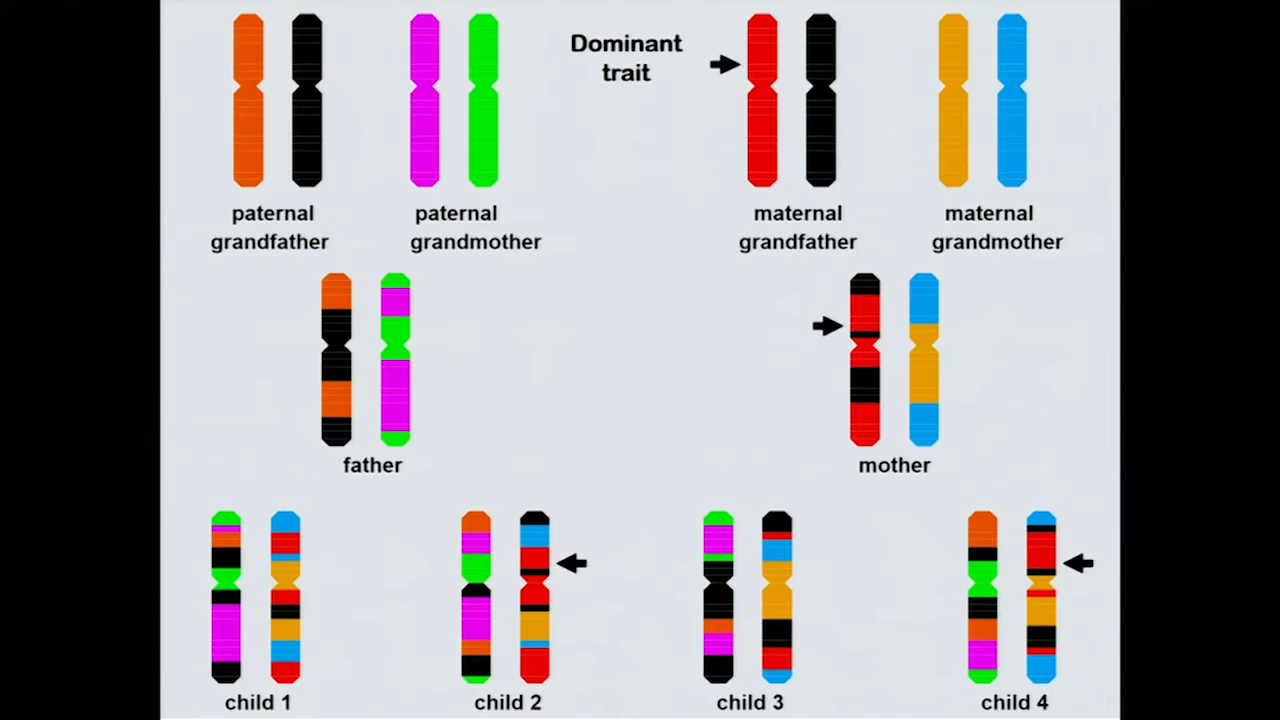 Dominant
trait
paternal
grandfather
paternal
grandmother
maternal
grandfather
maternal
grandmother
father
mother
child 1
child 2
child 3
child 4